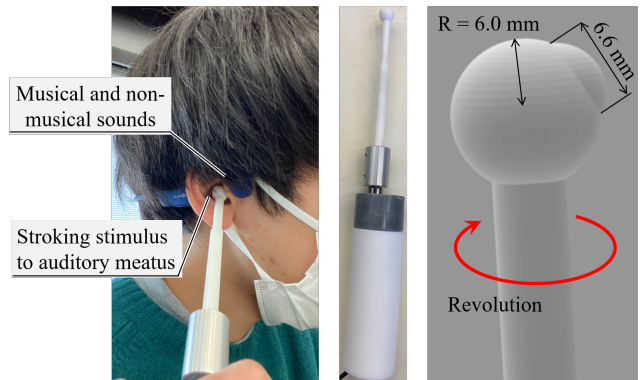 Musical and non-
musical sounds
Stroking stimulus
to auditory meatus
R = 6.0 mm
6.6 mm
Revolution